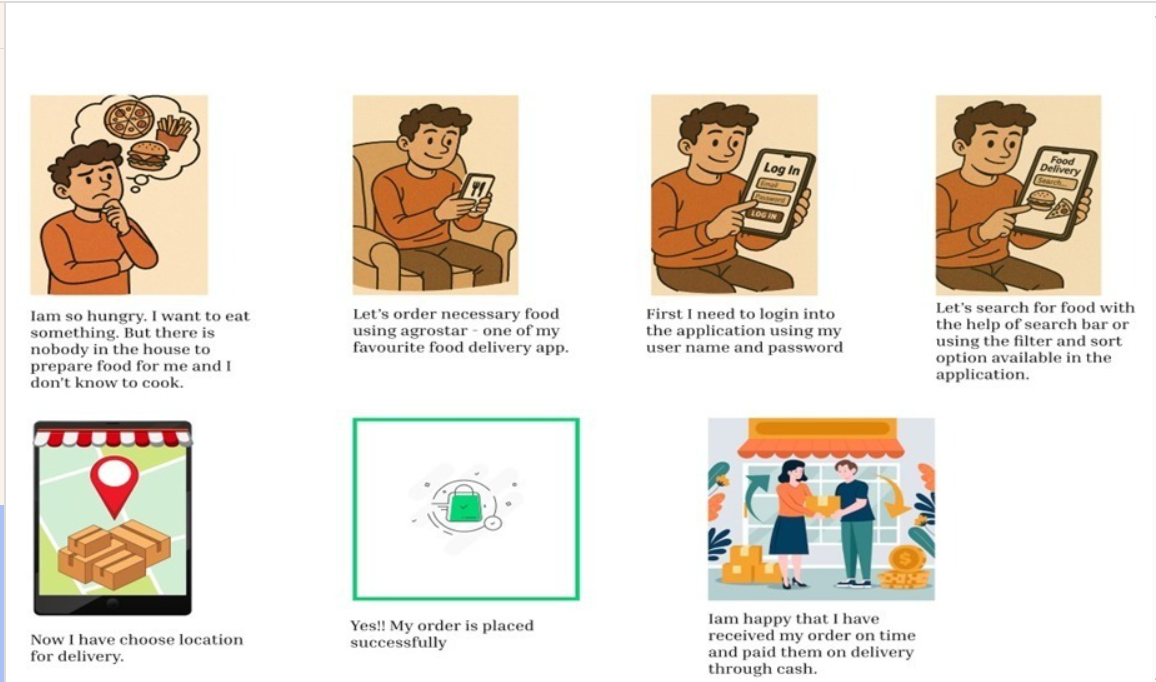 Log In
Email
Password
LOG IN
Food
Delivery
Search...
Iam so hungry. I want to eat
something. But there is
nobody in the house to
prepare food for me and I
don't know to cook.
Let's order necessary food
using agrostar - one of my
favourite food delivery app.
First I need to login into
the application using my
user name and password
Let's search for food with
the help of search bar or
using the filter and sort
option available in the
application.
Now I have choose location
for delivery.
Yes!! My order is placed
successfully
Iam happy that I have
received my order on time
and paid them on delivery
through cash.